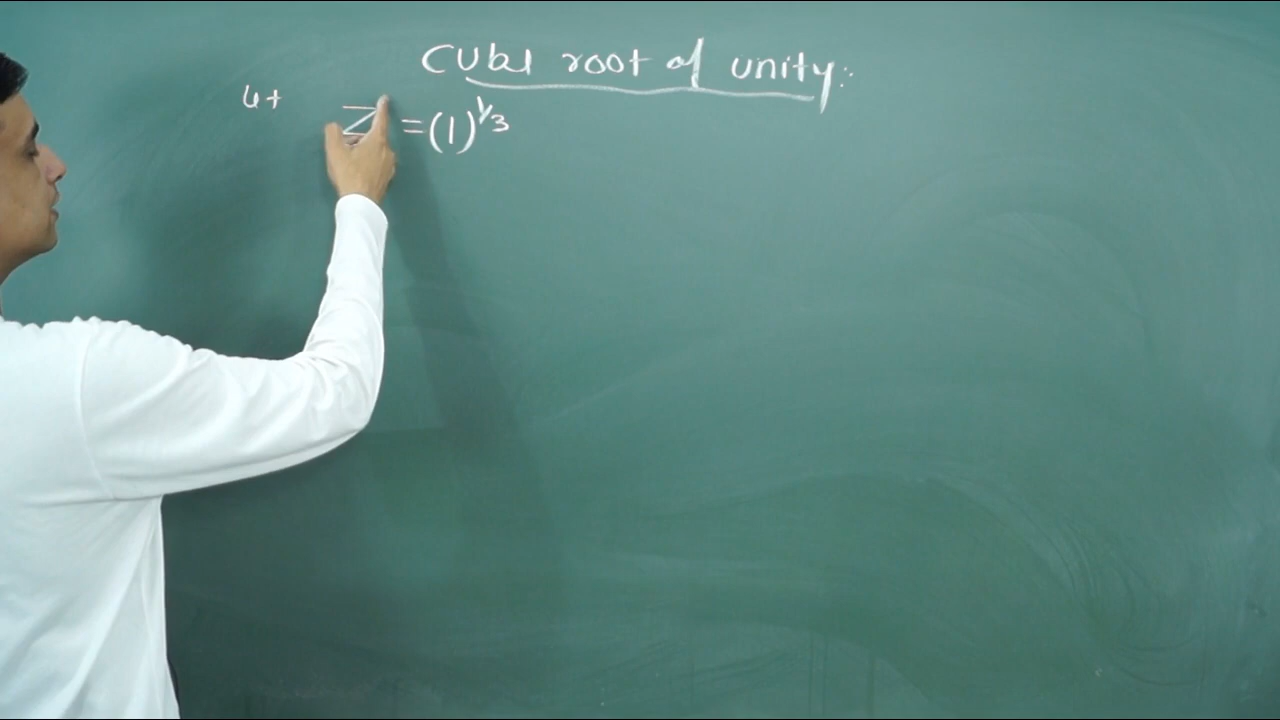 Cube root of unity:
Let Z = (1)^1/3